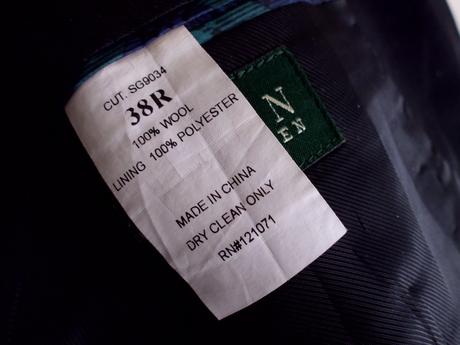 CUT. SG9034
38R
100% WOOL
LINING 100% POLYESTER
MADE IN CHINA
DRY CLEAN ONLY
RN#121071
N
EN